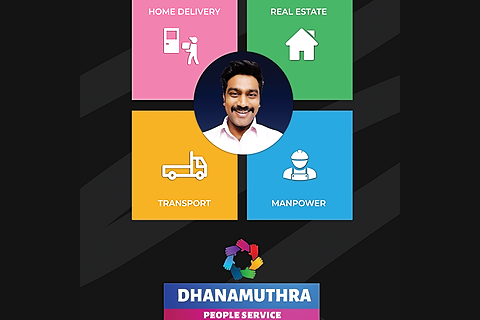 HOME DELIVERY
REAL ESTATE
TRANSPORT
MANPOWER
DHANAMUTHRA
PEOPLE SERVICE